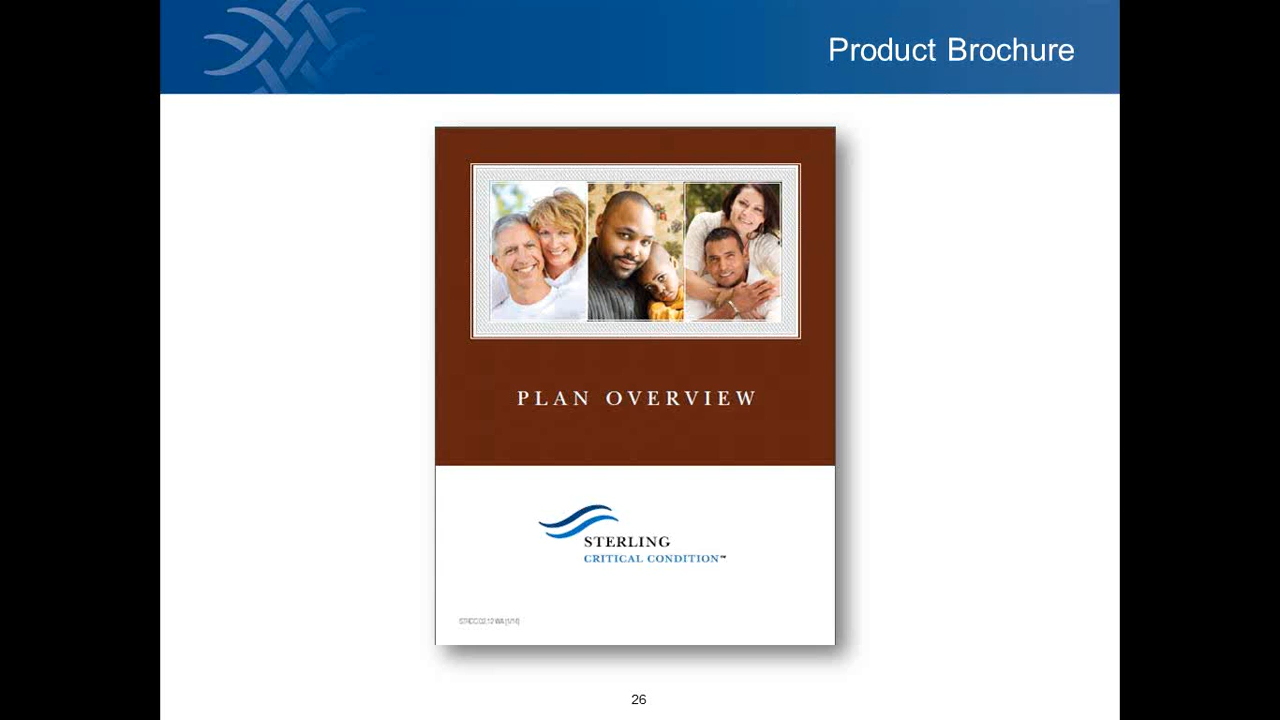 Product Brochure
PLAN OVERVIEW
STERLING
CRITICAL CONDITION™
26